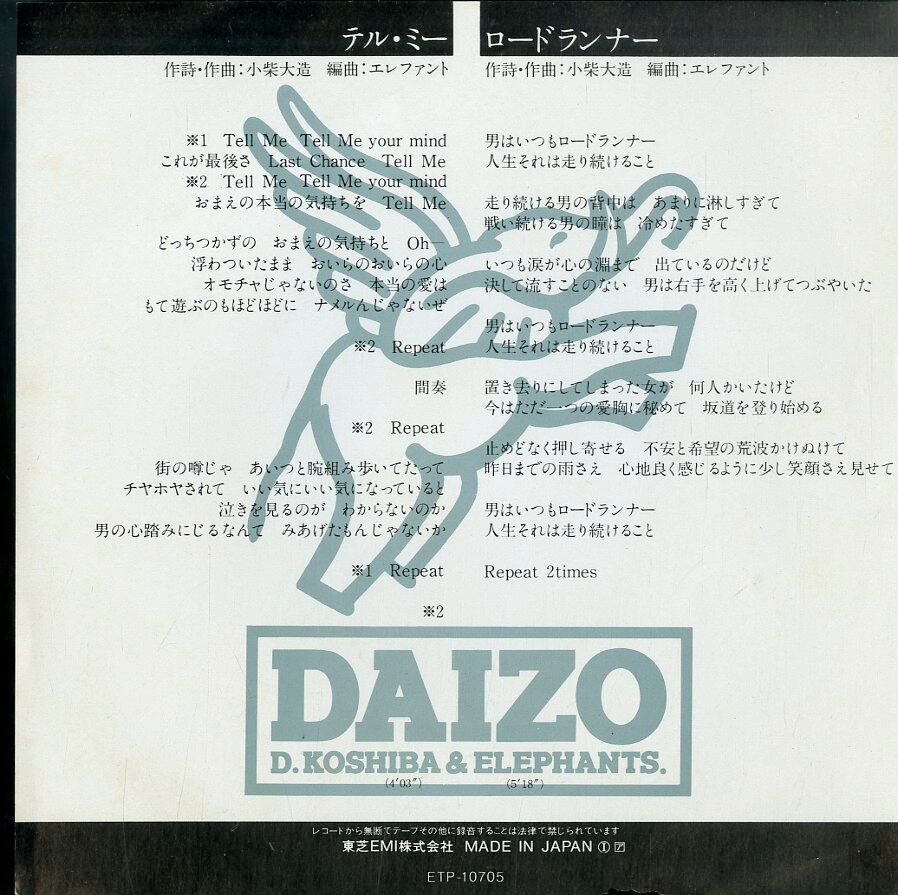 テル・ミー
作詩・作曲：小柴大造　編曲：エレファント
※1　Tell Me　Tell Me your mind
これが最後さ　Last Chance　Tell Me
※2　Tell Me　Tell Me your mind
おまえの本当の気持ちを　Tell Me
どっちつかずの　おまえの気持ちと　Oh—
浮わついたまま　おいらのおいらの心
オモチャじゃないのさ　本当の愛は
もて遊ぶのもほどほどに　ナメルんじゃないぜ
※2　Repeat
間奏
※2　Repeat
街の噂じゃ　あいつと腕組み歩いてたって
チヤホヤされて　いい気にいい気になっていると
泣きを見るのが　わからないのか
男の心踏みにじるなんて　みあげたもんじゃないか
※1　Repeat
※2
ロードランナー
作詩・作曲：小柴大造　編曲：エレファント
男はいつもロードランナー
人生それは走り続けること
走り続ける男の背中は　あまりに淋しすぎて
戦い続ける男の瞳は　冷めたすぎて
いつも涙が心の淵まで　出ているのだけど
決して流すことのない　男は右手を高く上げてつぶやいた
男はいつもロードランナー
人生それは走り続けること
置き去りにしてしまった女が　何人かいたけど
今はただ一つの愛胸に秘めて　坂道を登り始める
止めどなく押し寄せる　不安と希望の荒波かけぬけて
昨日までの雨さえ　心地良く感じるように少し笑顔さえ見せて
男はいつもロードランナー
人生それは走り続けること
Repeat 2times
DAIZO
D. KOSHIBA & ELEPHANTS.
(4'03")
(5'18")
レコードから無断でテープその他に録音することは法律で禁じられています
東芝EMI株式会社　MADE IN JAPAN Ⓘ ア
ETP-10705